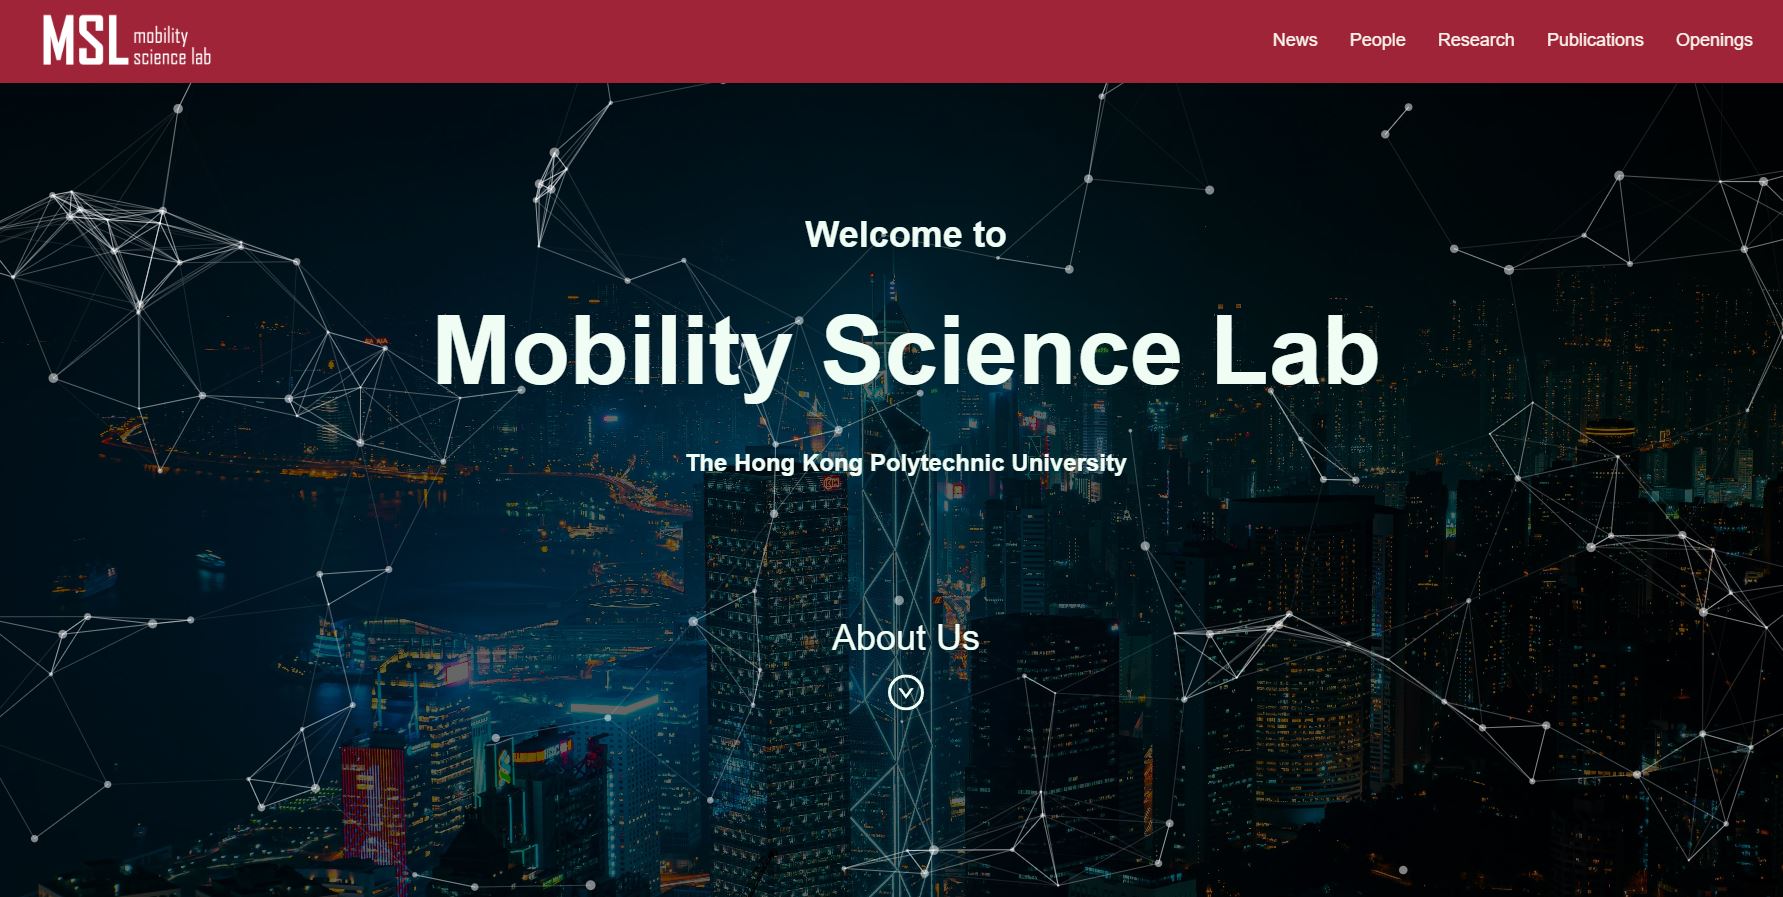 MSL mobility
science lab
News People Research Publications Openings
Welcome to
Mobility Science Lab
The Hong Kong Polytechnic University
About Us